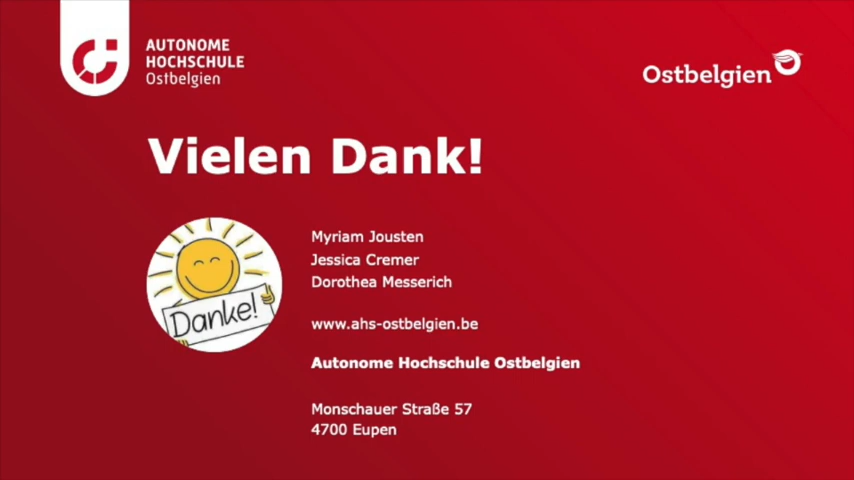 AUTONOME
HOCHSCHULE
Ostbelgien
Ostbelgien
Vielen Dank!
Danke!
Myriam Jousten
Jessica Cremer
Dorothea Messerich
www.ahs-ostbelgien.be
Autonome Hochschule Ostbelgien
Monschauer Straße 57
4700 Eupen